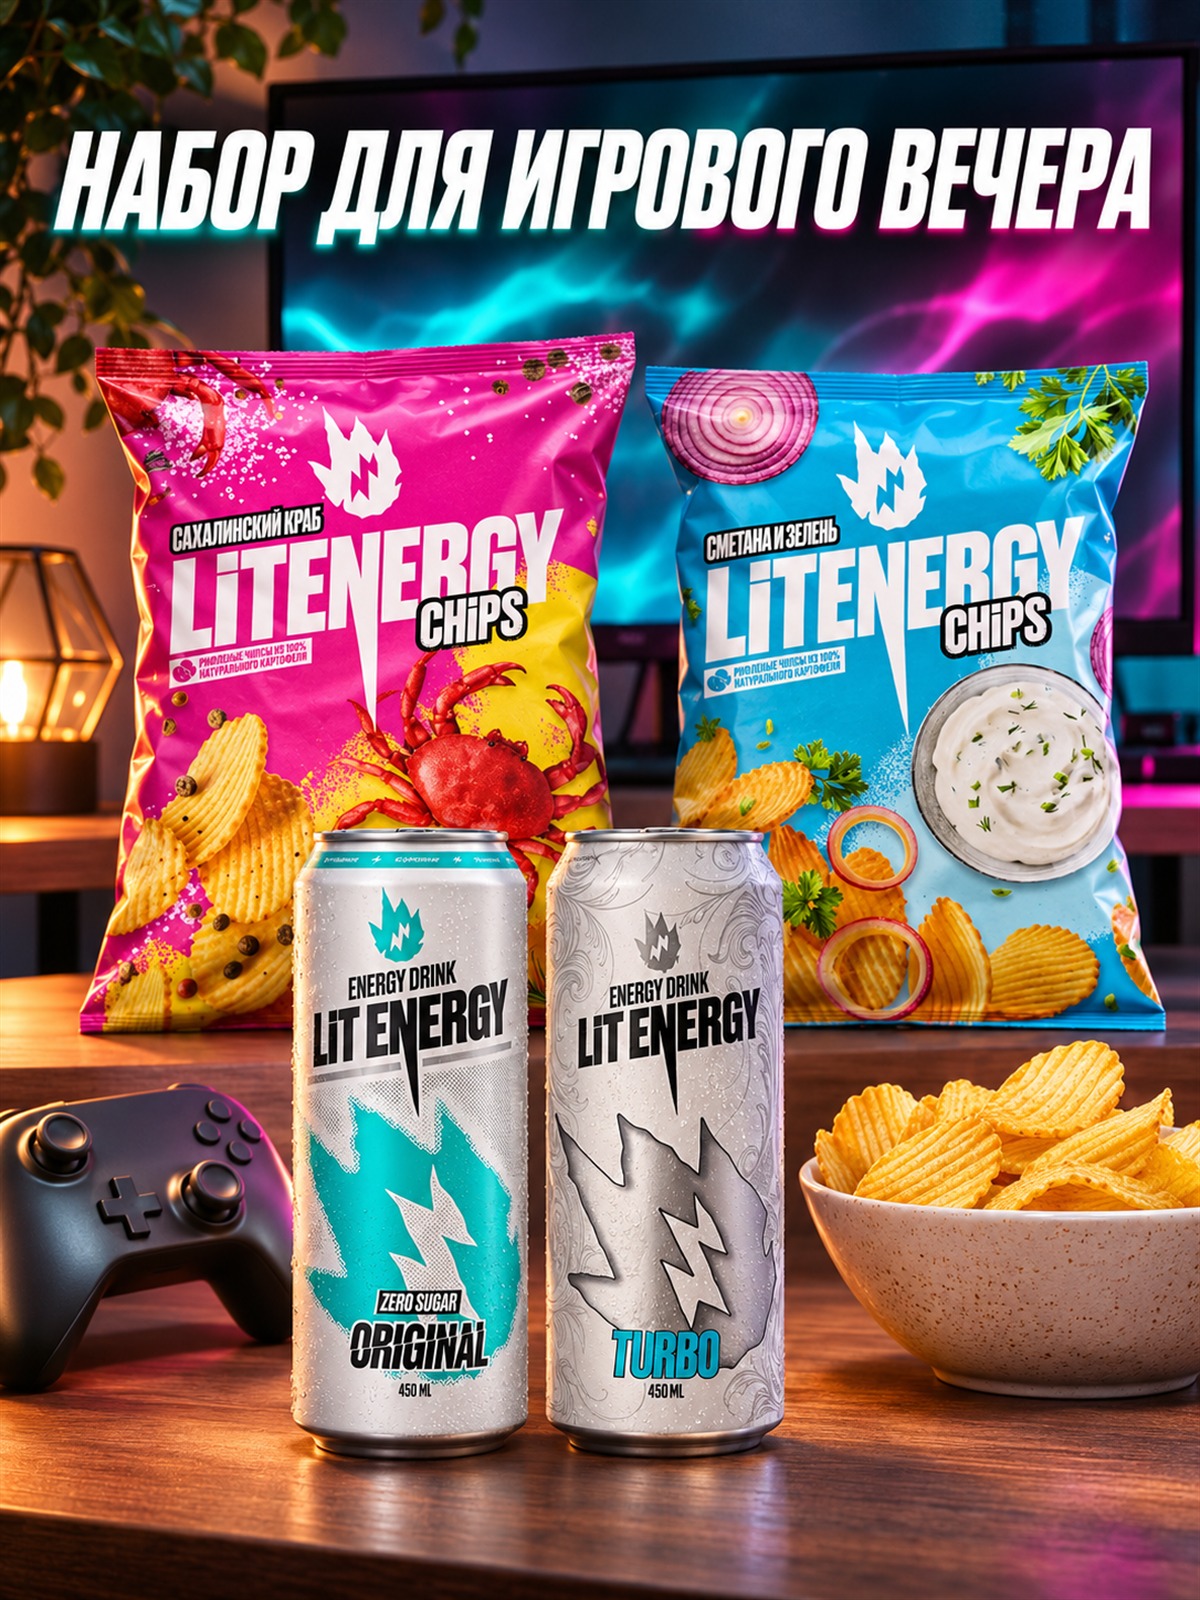 НАБОР ДЛЯ ИГРОВОГО ВЕЧЕРА
САХАЛИНСКИЙ КРАБ
LiTENERGY
CHiPS
РИФЛЕНЫЕ ЧИПСЫ ИЗ 100%
НАТУРАЛЬНОГО КАРТОФЕЛЯ
СМЕТАНА И ЗЕЛЕНЬ
LiTENERGY
CHiPS
РИФЛЕНЫЕ ЧИПСЫ ИЗ 100%
НАТУРАЛЬНОГО КАРТОФЕЛЯ
ENERGY DRINK
LiT ENERGY
ZERO SUGAR
ORIGINAL
450 ML
ENERGY DRINK
LiT ENERGY
TURBO
450 ML